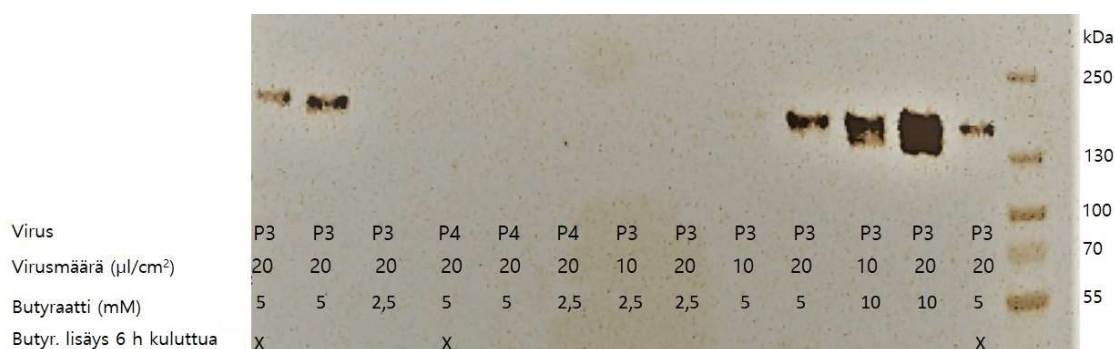 kDa
250
130
100
70
55
Virus P3 P3 P3 P4 P4 P4 P3 P3 P3 P3 P3 P3 P3
Virusmäärä (µl/cm²) 20 20 20 20 20 20 10 20 10 20 10 20 20
Butyraatti (mM) 5 5 2,5 5 5 2,5 2,5 2,5 5 5 10 10 5
Butyr. lisäys 6 h kuluttua X X X